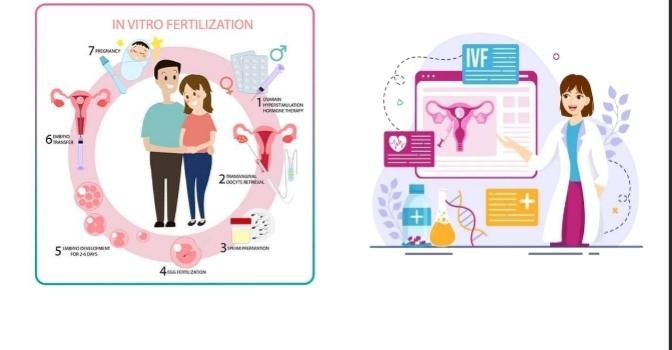 IN VITRO FERTILIZATION
7 PREGNANCY
1 OVARIAN
HYPERSTIMULATION
HORMONE THERAPY
6 EMBRYO
TRANSFER
2 TRANSVAGINAL
OOCYTE RETRIEVAL
3 SPERM PREPARATION
5 EMBRYO DEVELOPMENT
FOR 2-6 DAYS
4 EGG FERTILIZATION
IVF